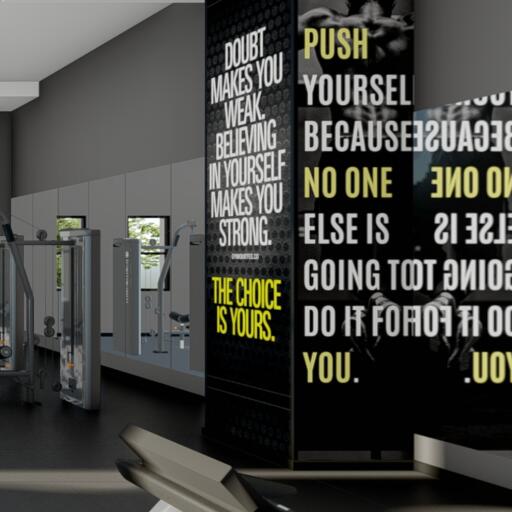 DOUBT
MAKES YOU
WEAK.
BELIEVING
IN YOURSELF
MAKES YOU
STRONG.
THE CHOICE
IS YOURS.
PUSH
YOURSEL
BECAUSE
NO ONE
ELSE IS
GOING TO
DO IT FOR
YOU.